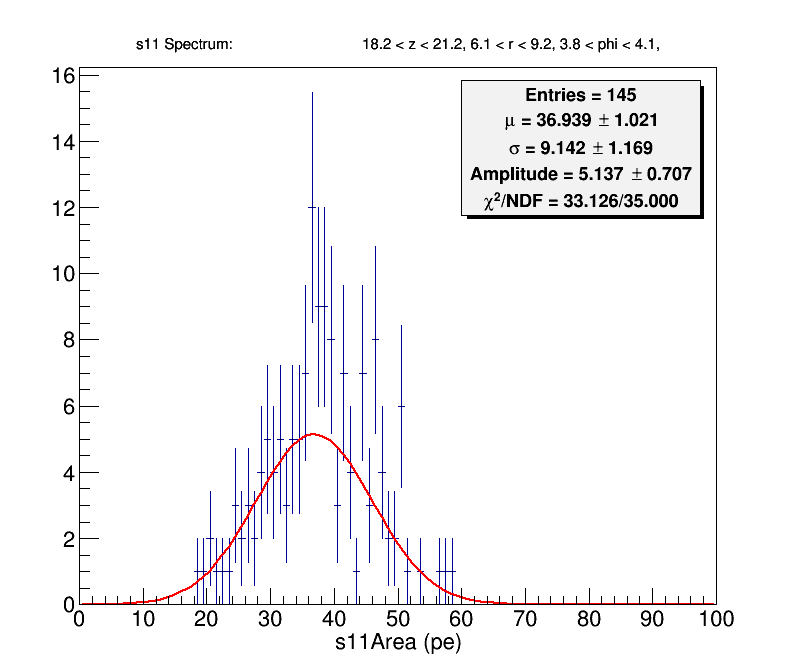 s11 Spectrum: 18.2 < z < 21.2, 6.1 < r < 9.2, 3.8 < phi < 4.1,
Entries = 145
μ = 36.939 ± 1.021
σ = 9.142 ± 1.169
Amplitude = 5.137 ± 0.707
χ²/NDF = 33.126/35.000
16
14
12
10
8
6
4
2
0
0 10 20 30 40 50 60 70 80 90 100
s11Area (pe)